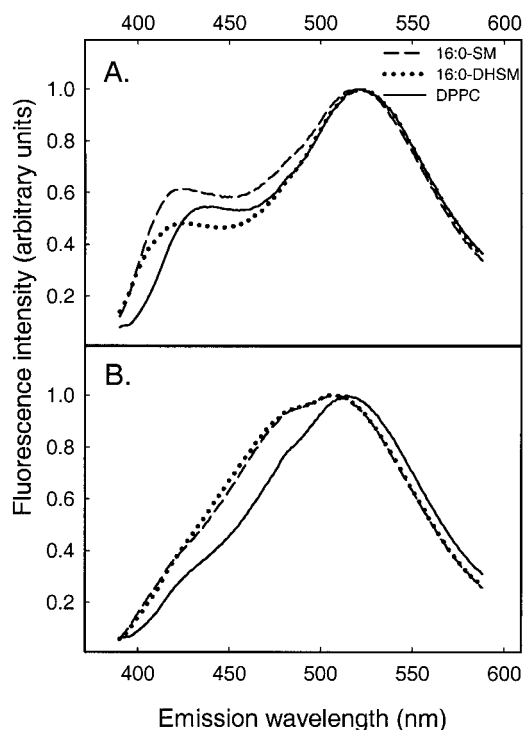 400 450 500 550 600
A.
16:0-SM
16:0-DHSM
DPPC
1.0
0.8
0.6
0.4
0.2
B.
1.0
0.8
0.6
0.4
0.2
Fluorescence intensity (arbitrary units)
400 450 500 550 600
Emission wavelength (nm)